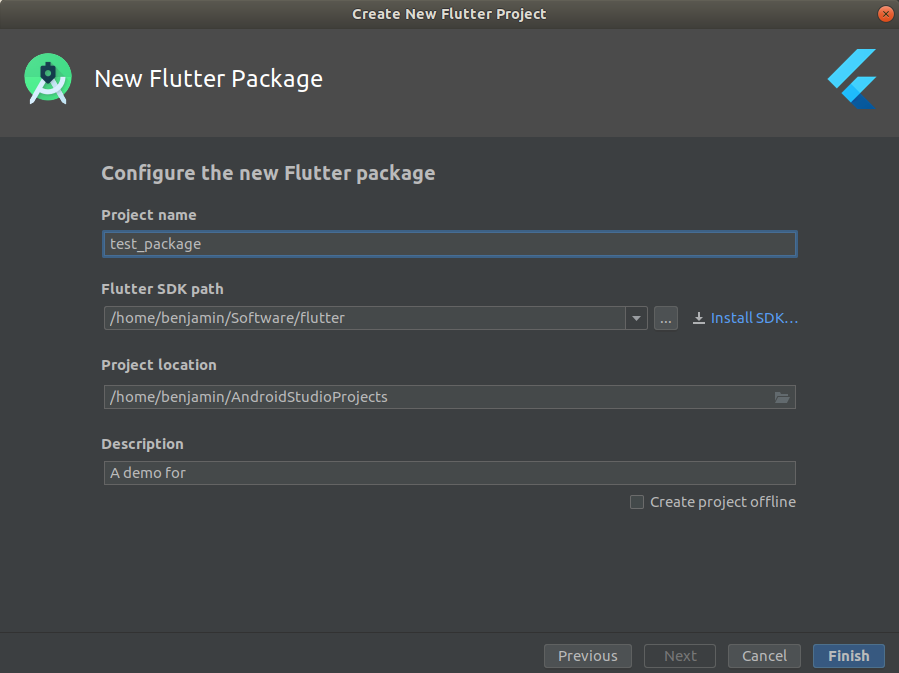 Create New Flutter Project
New Flutter Package
Configure the new Flutter package
Project name
test_package
Flutter SDK path
/home/benjamin/Software/flutter
...
Install SDK...
Project location
/home/benjamin/AndroidStudioProjects
Description
A demo for
Create project offline
Previous
Next
Cancel
Finish